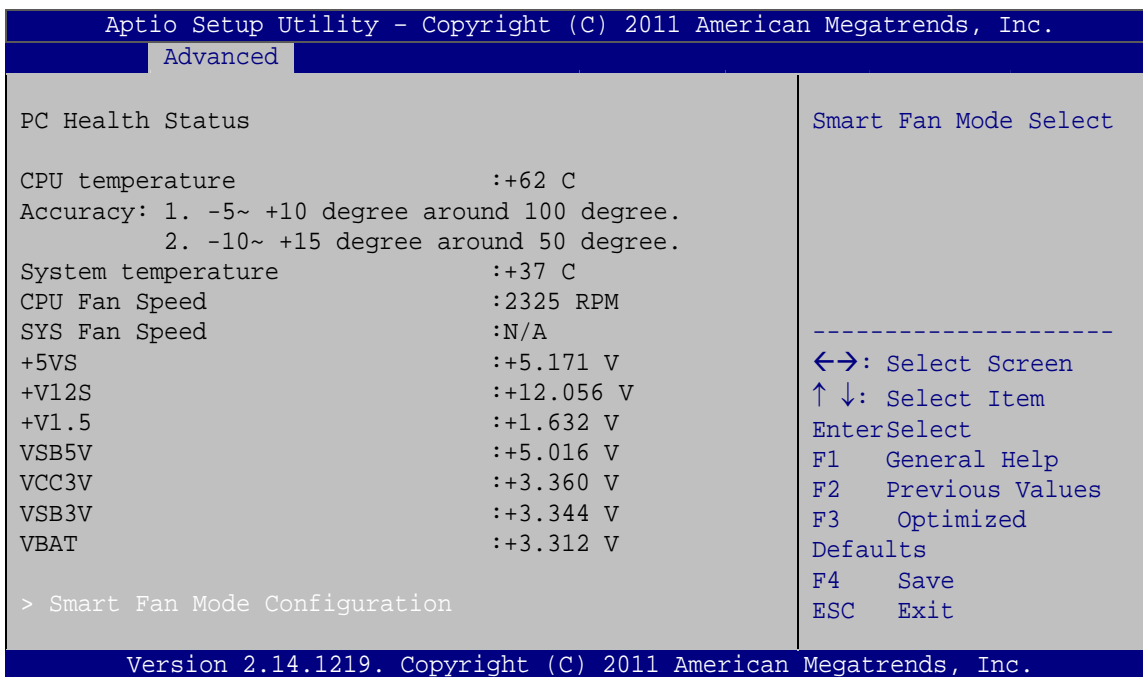 Aptio Setup Utility – Copyright (C) 2011 American Megatrends, Inc.
Advanced
PC Health Status
CPU temperature :+62 C
Accuracy: 1. -5~ +10 degree around 100 degree.
2. -10~ +15 degree around 50 degree.
System temperature :+37 C
CPU Fan Speed :2325 RPM
SYS Fan Speed :N/A
+5VS :+5.171 V
+V12S :+12.056 V
+V1.5 :+1.632 V
VSB5V :+5.016 V
VCC3V :+3.360 V
VSB3V :+3.344 V
VBAT :+3.312 V
> Smart Fan Mode Configuration
Smart Fan Mode Select
---------------------
←→: Select Screen
↑ ↓: Select Item
EnterSelect
F1 General Help
F2 Previous Values
F3 Optimized
Defaults
F4 Save
ESC Exit
Version 2.14.1219. Copyright (C) 2011 American Megatrends, Inc.